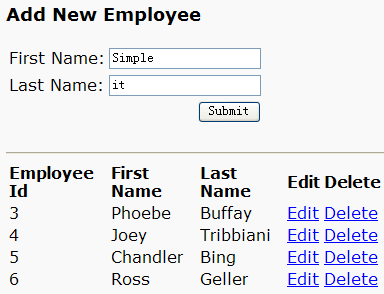 Add New Employee
First Name: Simple
Last Name: it
Submit
Employee Id First Name Last Name Edit Delete
3 Phoebe Buffay Edit Delete
4 Joey Tribbiani Edit Delete
5 Chandler Bing Edit Delete
6 Ross Geller Edit Delete